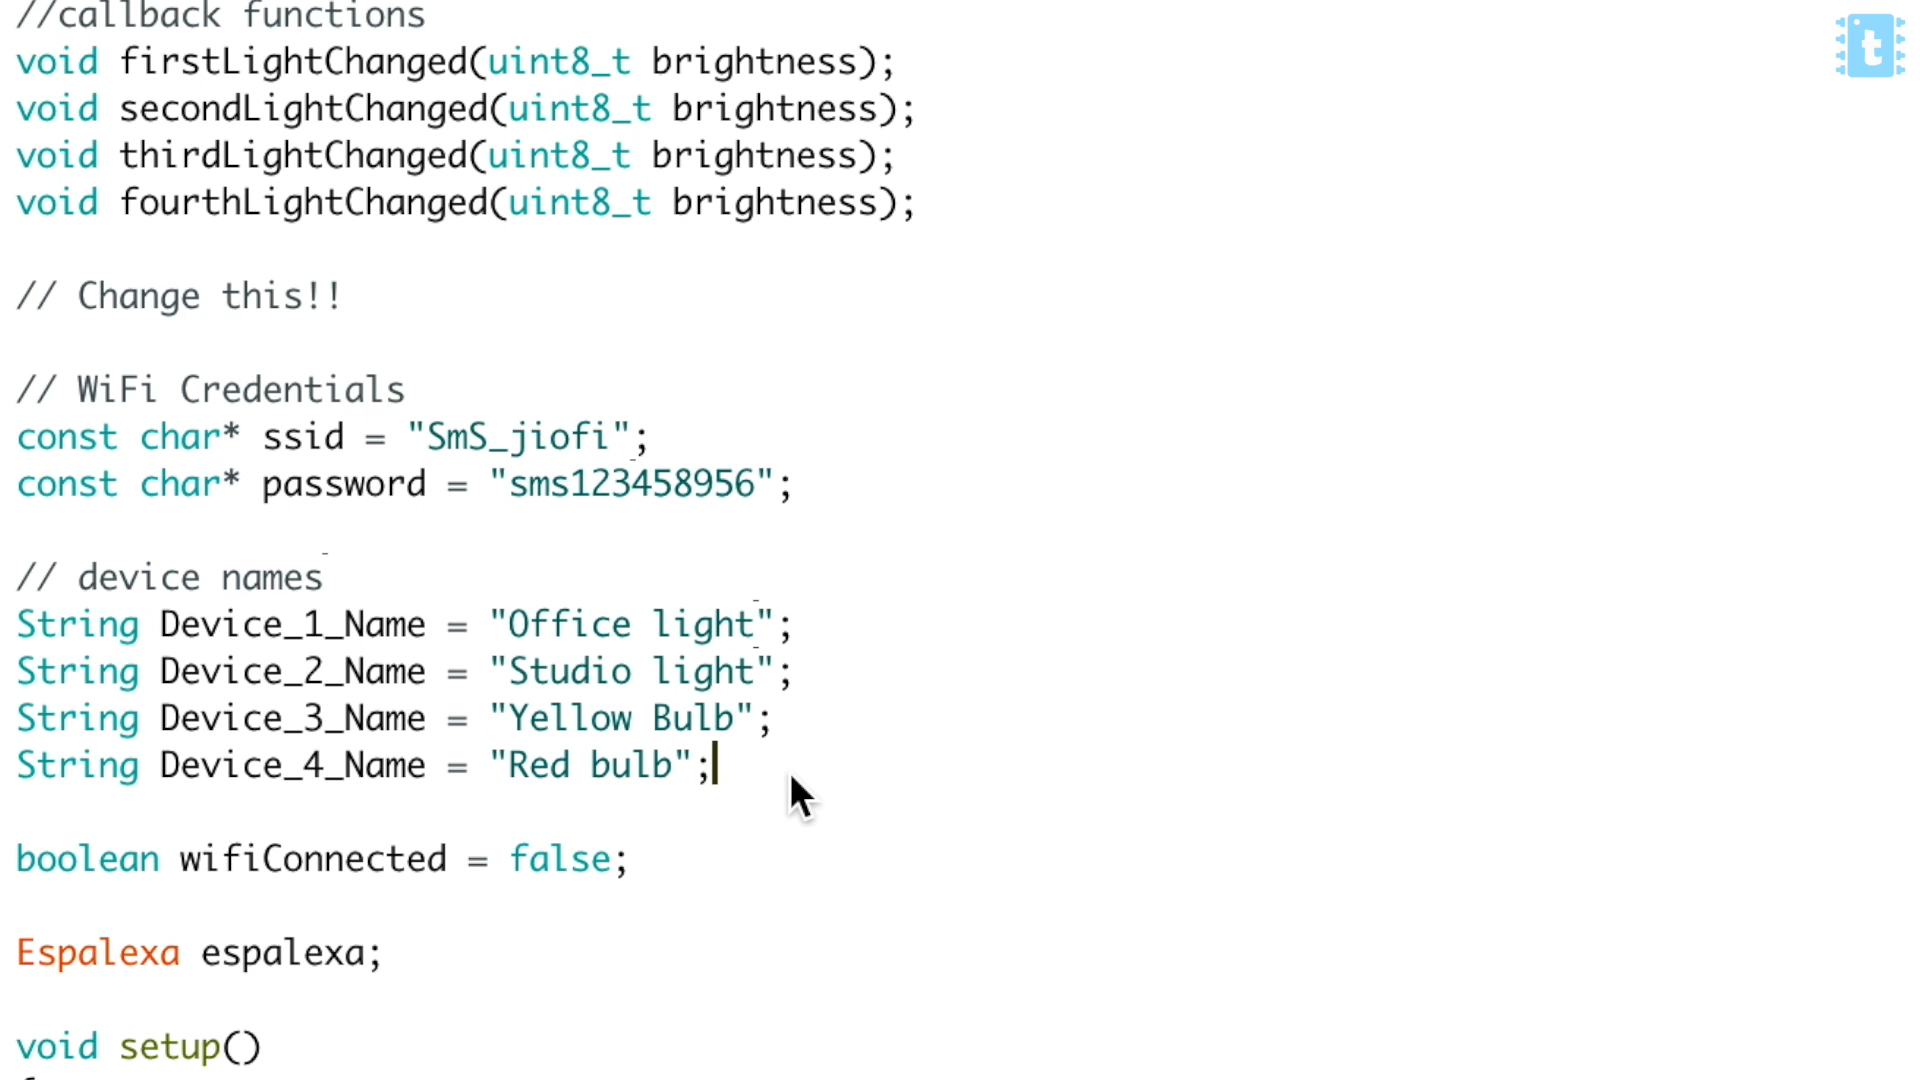 //callback functions
void firstLightChanged(uint8_t brightness);
void secondLightChanged(uint8_t brightness);
void thirdLightChanged(uint8_t brightness);
void fourthLightChanged(uint8_t brightness);
// Change this!!
// WiFi Credentials
const char* ssid = "SmS_jiofi";
const char* password = "sms123458956";
// device names
String Device_1_Name = "Office light";
String Device_2_Name = "Studio light";
String Device_3_Name = "Yellow Bulb";
String Device_4_Name = "Red bulb";
boolean wifiConnected = false;
Espalexa espalexa;
void setup()
t